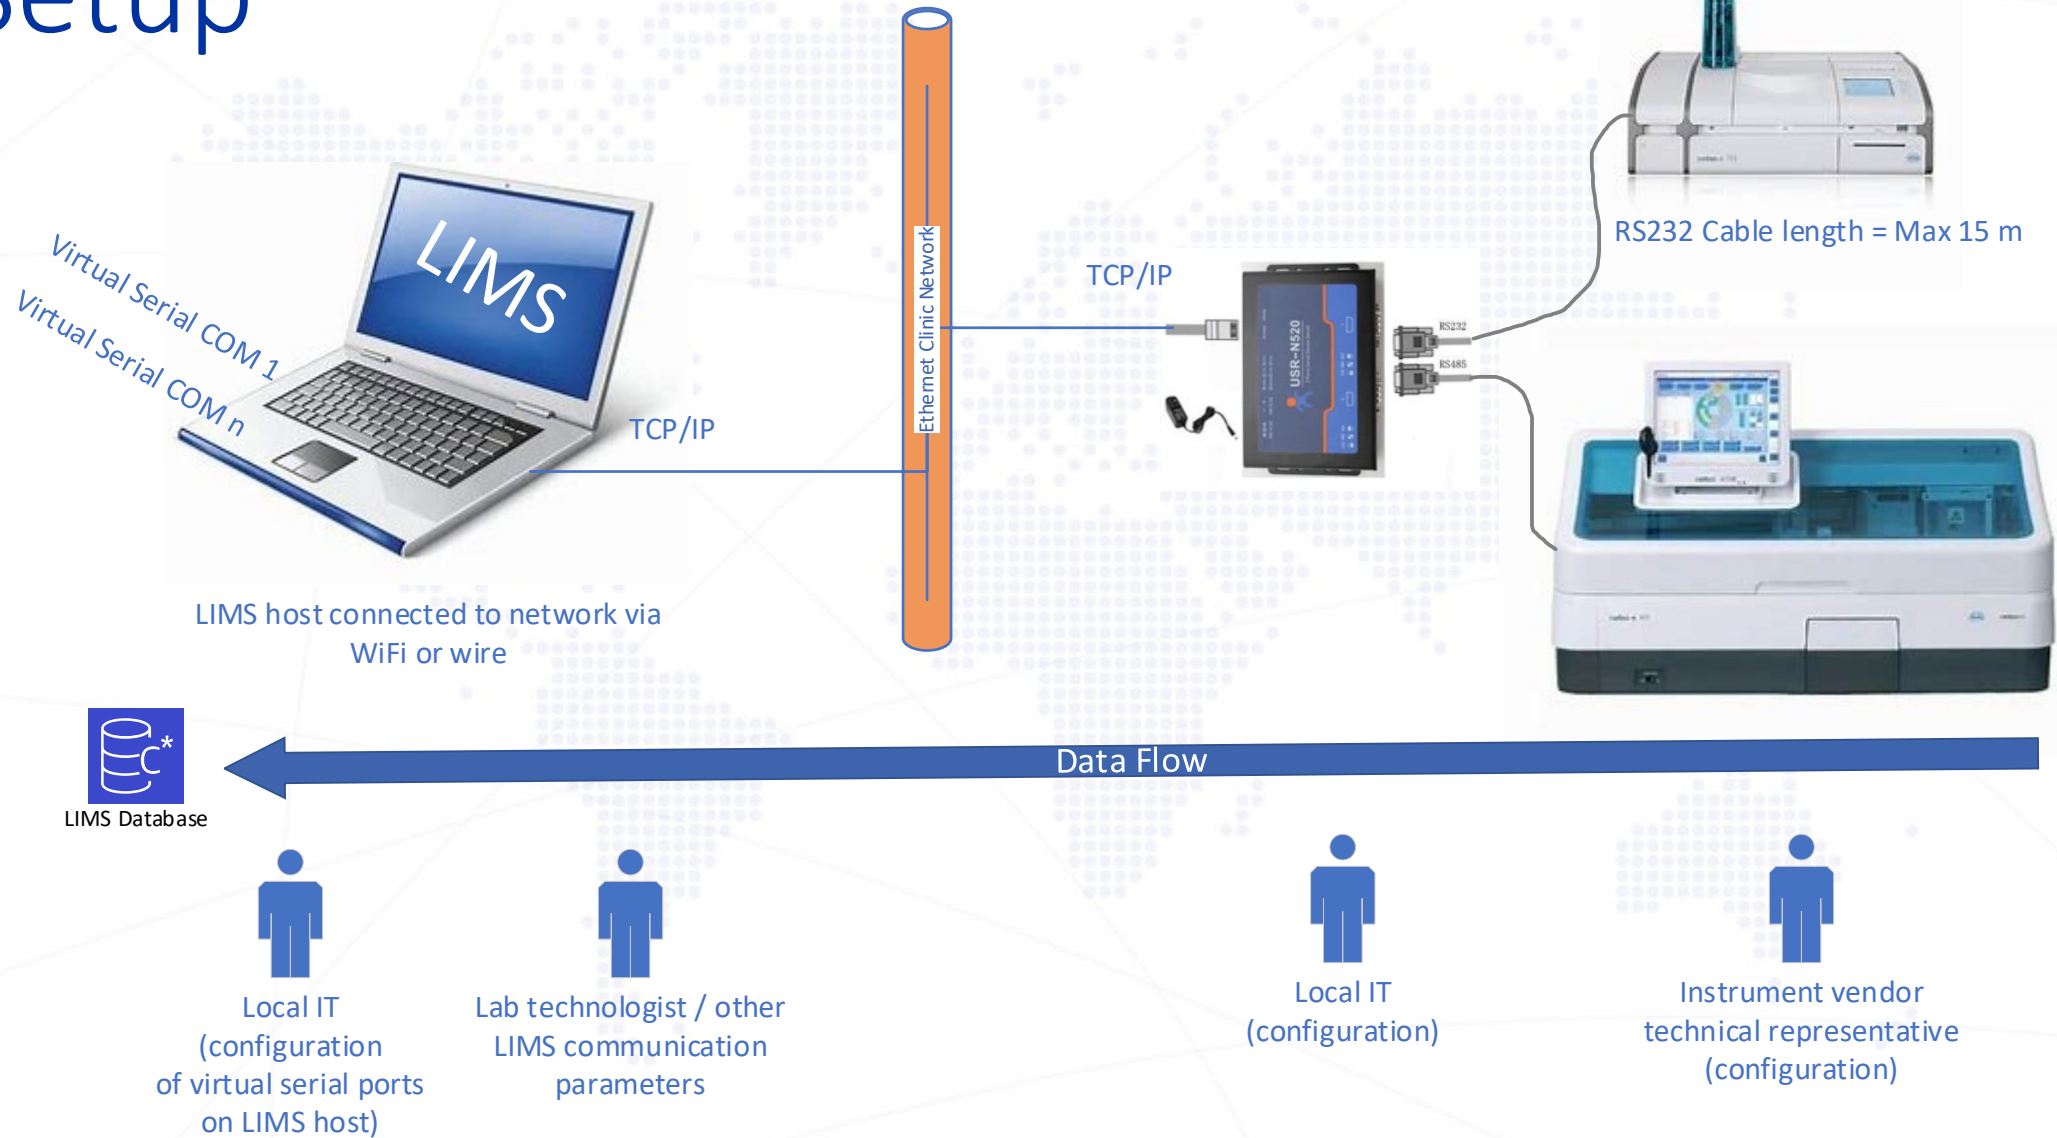 Setup
Virtual Serial COM 1
Virtual Serial COM n
LIMS
TCP/IP
Ethernet Clinic Network
TCP/IP
USR-N520
RS232
RS485
RS232 Cable length = Max 15 m
LIMS host connected to network via
WiFi or wire
Data Flow
C*
LIMS Database
Local IT
(configuration
of virtual serial ports
on LIMS host)
Lab technologist / other
LIMS communication
parameters
Local IT
(configuration)
Instrument vendor
technical representative
(configuration)